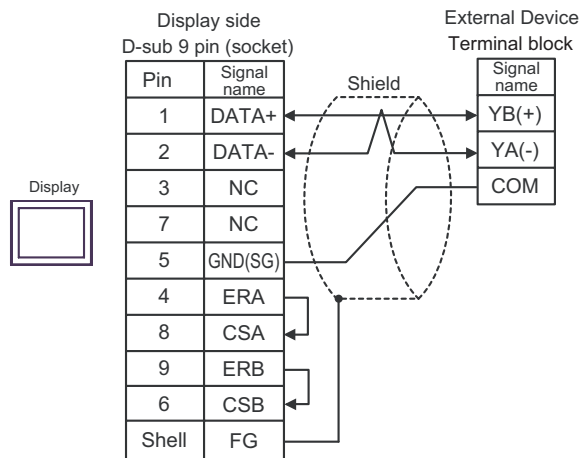 Display side
D-sub 9 pin (socket)
External Device
Terminal block
Pin
Signal name
Shield
Signal name
1 DATA+
YB(+)
2 DATA-
YA(-)
3 NC
COM
Display
7 NC
5 GND(SG)
4 ERA
8 CSA
9 ERB
6 CSB
Shell FG